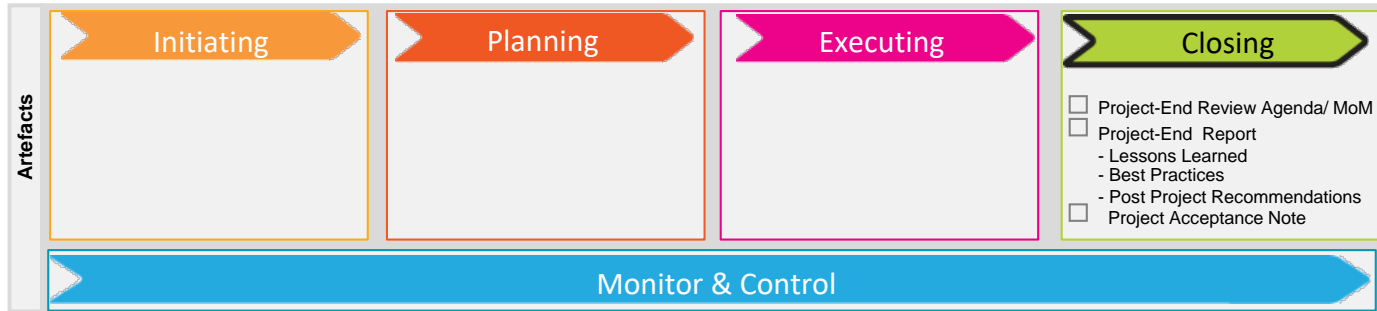 Artefacts
Initiating
Planning
Executing
Closing
Project-End Review Agenda/ MoM
Project-End Report
- Lessons Learned
- Best Practices
- Post Project Recommendations
Project Acceptance Note
Monitor & Control